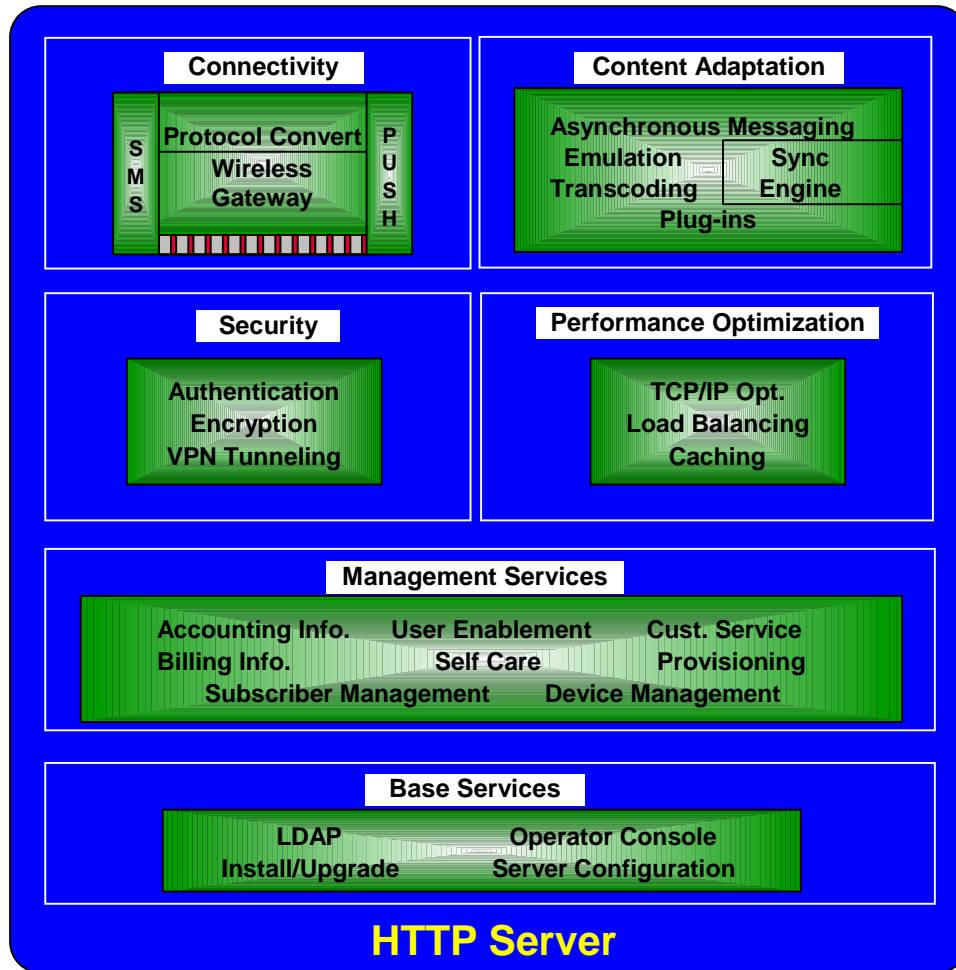 Connectivity
SMS
Protocol Convert
Wireless
Gateway
PUSH
Content Adaptation
Asynchronous Messaging
Emulation
Transcoding
Sync
Engine
Plug-ins
Security
Authentication
Encryption
VPN Tunneling
Performance Optimization
TCP/IP Opt.
Load Balancing
Caching
Management Services
Accounting Info. User Enablement Cust. Service
Billing Info. Self Care Provisioning
Subscriber Management Device Management
Base Services
LDAP Operator Console
Install/Upgrade Server Configuration
HTTP Server